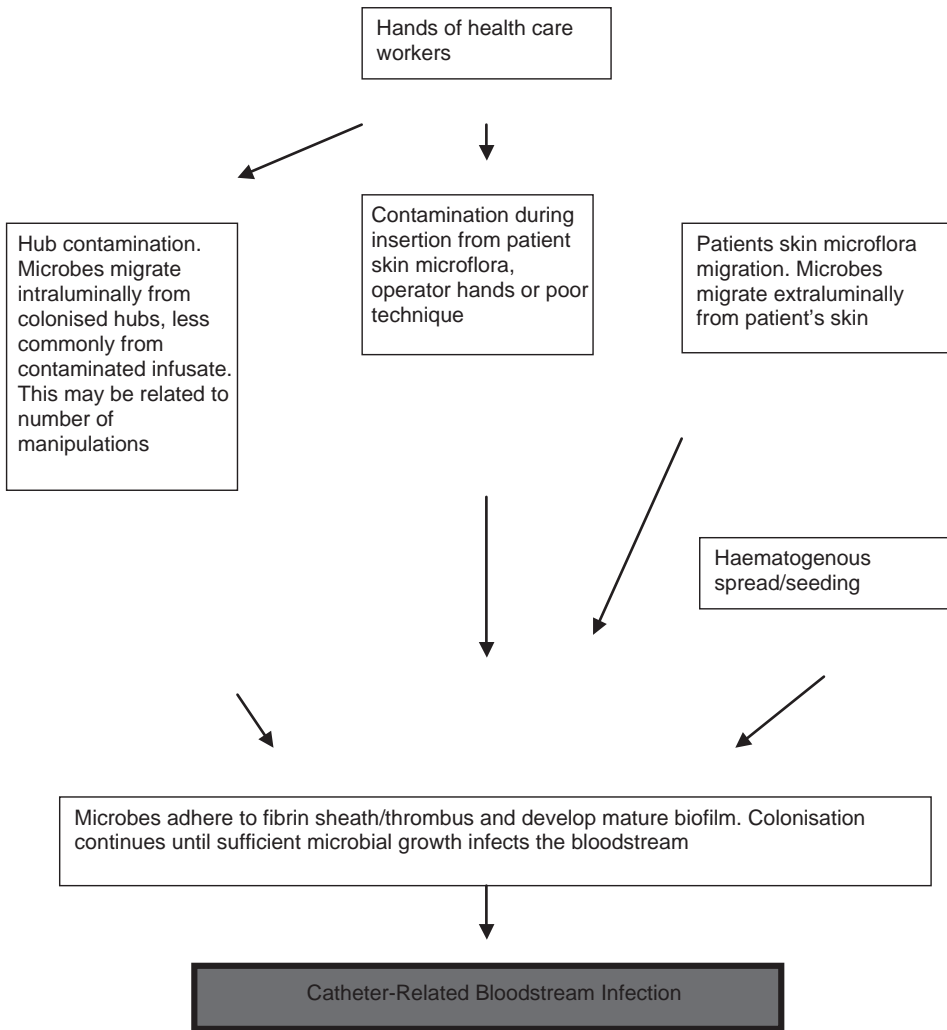 Hands of health care
workers
Hub contamination.
Microbes migrate
intraluminally from
colonised hubs, less
commonly from
contaminated infusate.
This may be related to
number of
manipulations
Contamination during
insertion from patient
skin microflora,
operator hands or poor
technique
Patients skin microflora
migration. Microbes
migrate extraluminally
from patient’s skin
Haematogenous
spread/seeding
Microbes adhere to fibrin sheath/thrombus and develop mature biofilm. Colonisation
continues until sufficient microbial growth infects the bloodstream
Catheter-Related Bloodstream Infection